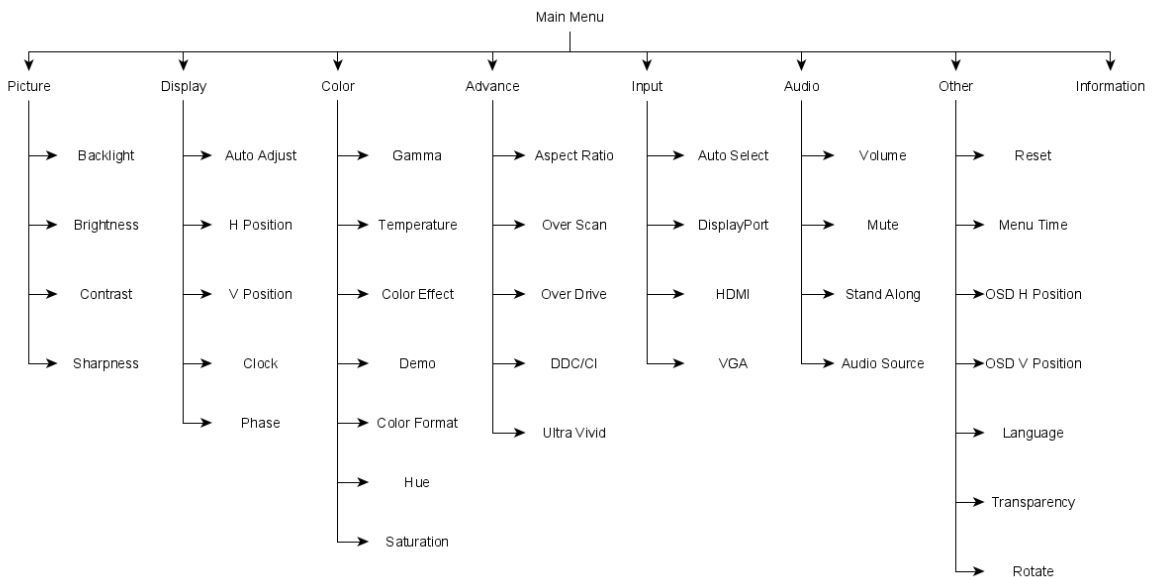 Main Menu
Picture Display Color Advance Input Audio Other Information
Backlight Auto Adjust Gamma Aspect Ratio Auto Select Volume Reset
Brightness H Position Temperature Over Scan DisplayPort Mute Menu Time
Contrast V Position Color Effect Over Drive HDMI Stand Along OSD H Position
Sharpness Clock Demo DDC/CI VGA Audio Source OSD V Position
Phase Color Format Ultra Vivid Language
Hue Transparency
Saturation Rotate